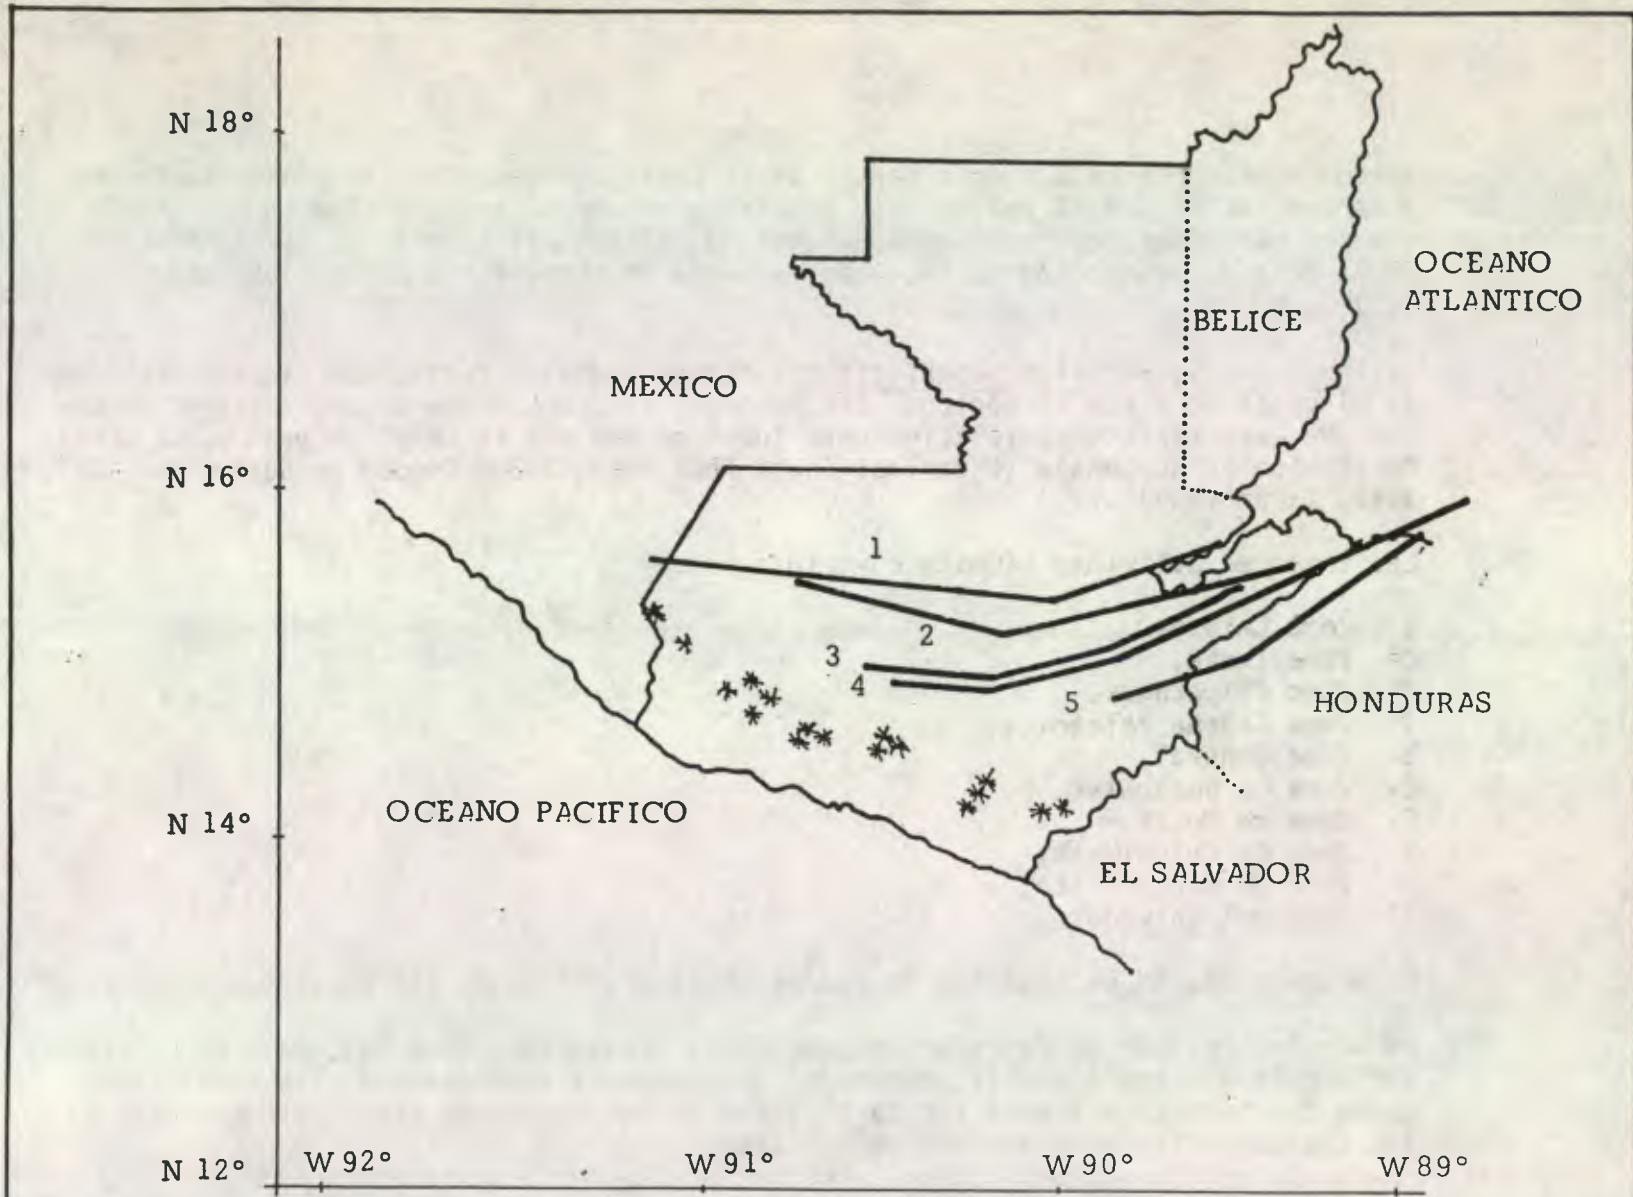 N 18°
OCEANO
ATLANTICO
BELICE
MEXICO
N 16°
1
2
3
4
5
HONDURAS
OCEANO PACIFICO
N 14°
EL SALVADOR
N 12°
W 92°
W 91°
W 90°
W 89°